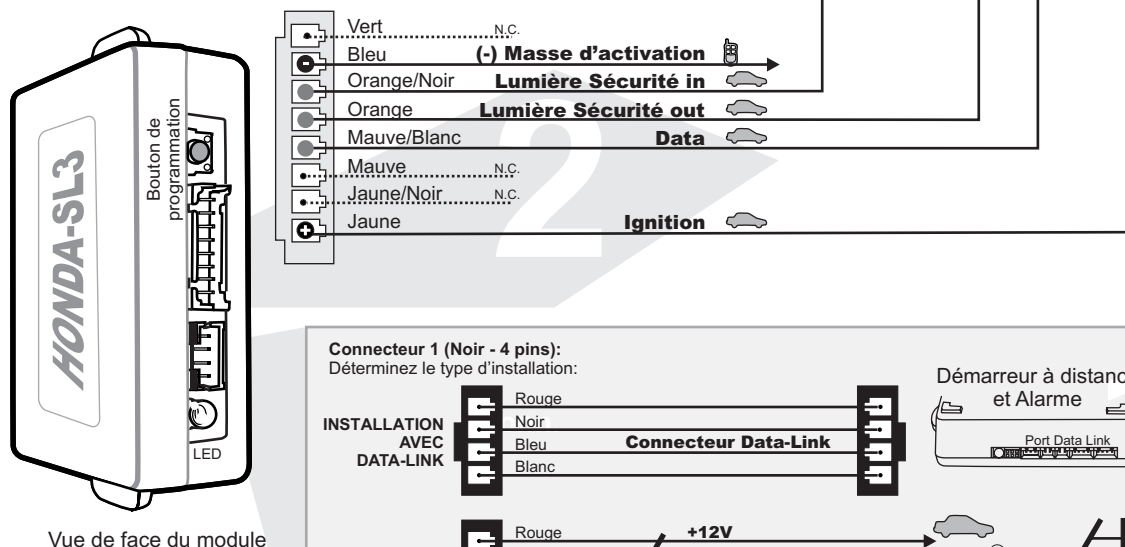 Vert N.C.
Bleu (-) Masse d'activation
Orange/Noir Lumière Sécurité in
Orange Lumière Sécurité out
Mauve/Blanc Data
Mauve N.C.
Jaune/Noir N.C.
Jaune Ignition
2
Bouton de
programmation
HONDA-SL3
LED
Vue de face du module
Connecteur 1 (Noir - 4 pins):
Déterminez le type d'installation:
INSTALLATION
AVEC
DATA-LINK
Rouge
Noir
Bleu
Blanc
Connecteur Data-Link
Démarreur à distanc
et Alarme
Port Data Link
Rouge +12V